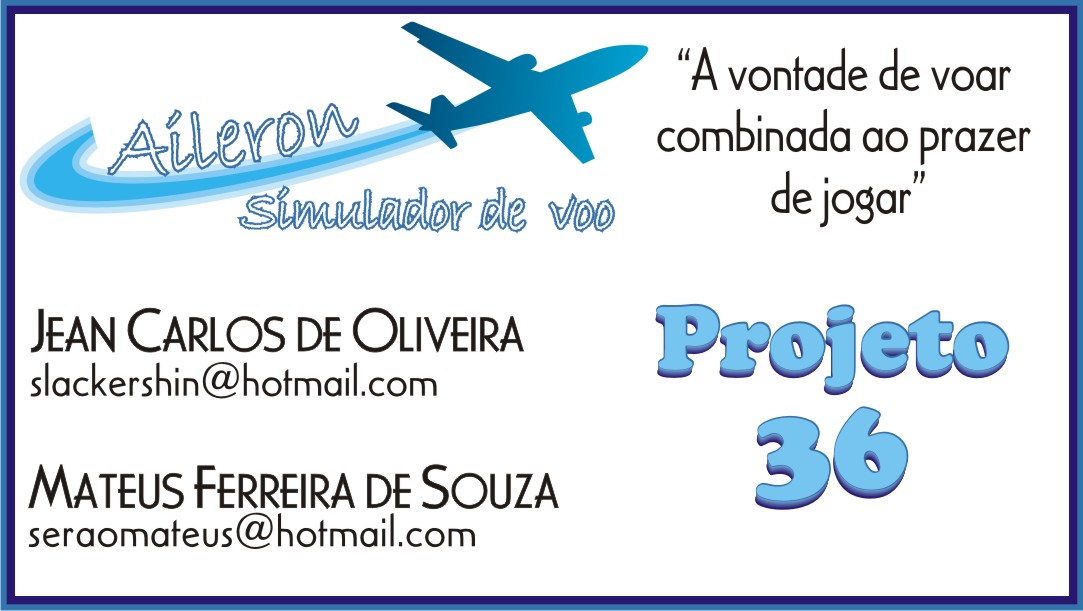 Aileron
Simulador de voo
“A vontade de voar
combinada ao prazer
de jogar”
JEAN CARLOS DE OLIVEIRA
slackershin@hotmail.com
MATEUS FERREIRA DE SOUZA
seraomateus@hotmail.com
Projeto
36